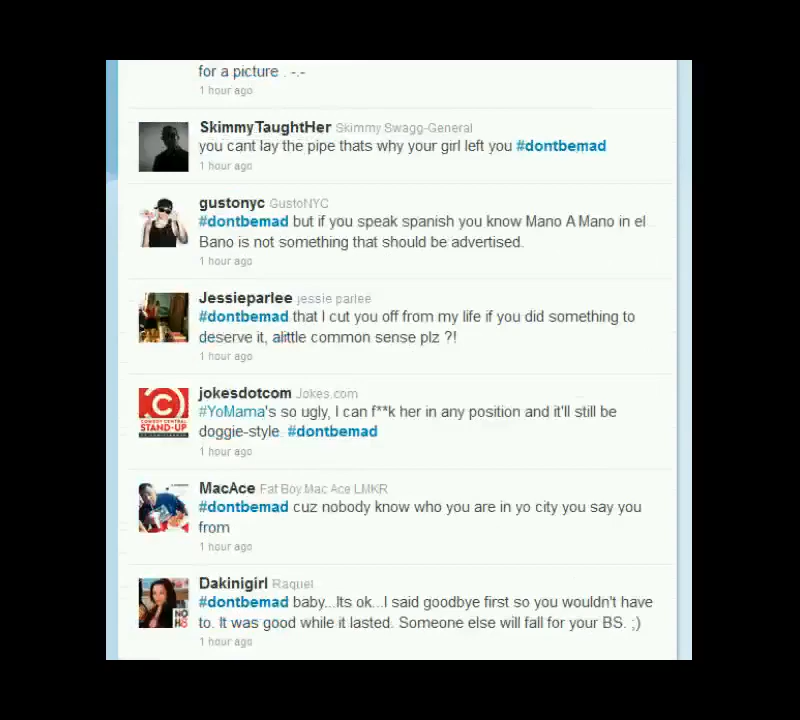 for a picture . -.-
1 hour ago
SkimmyTaughtHer Skimmy Swagg-General
you cant lay the pipe thats why your girl left you #dontbemad
1 hour ago
gustonyc GustoNYC
#dontbemad but if you speak spanish you know Mano A Mano in el
Bano is not something that should be advertised.
1 hour ago
Jessieparlee jessie parlee
#dontbemad that I cut you off from my life if you did something to
deserve it, alittle common sense plz ?!
1 hour ago
COMEDY CENTRAL
STAND-UP
jokesdotcom Jokes.com
#YoMama's so ugly, I can f**k her in any position and it'll still be
doggie-style. #dontbemad
1 hour ago
MacAce Fat Boy Mac Ace LMKR
#dontbemad cuz nobody know who you are in yo city you say you
from
1 hour ago
NO
H8
Dakinigirl Raquel
#dontbemad baby...Its ok...I said goodbye first so you wouldn't have
to. It was good while it lasted. Someone else will fall for your BS. ;)
1 hour ago